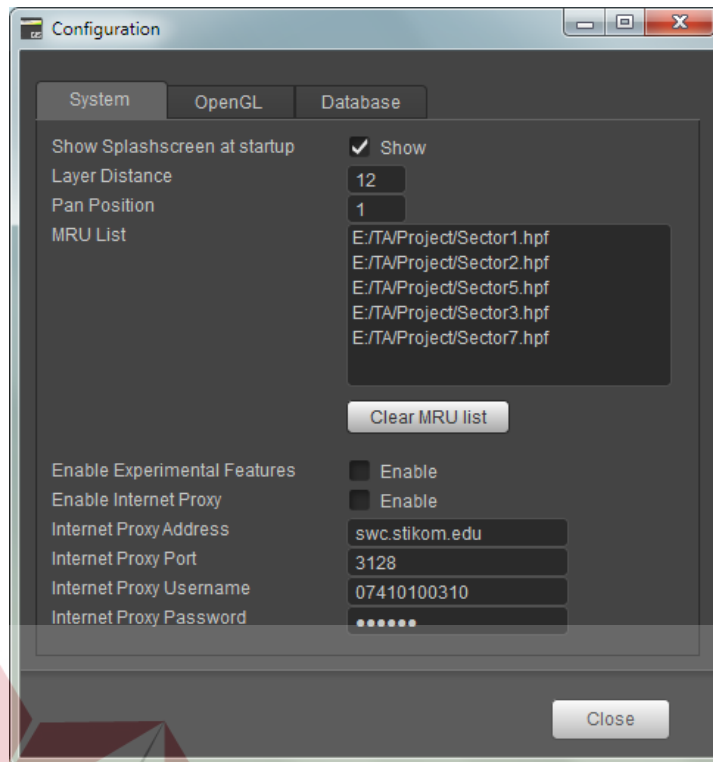 Configuration
System OpenGL Database
Show Splashscreen at startup Show
Layer Distance 12
Pan Position 1
MRU List E:/TA/Project/Sector1.hpf
E:/TA/Project/Sector2.hpf
E:/TA/Project/Sector5.hpf
E:/TA/Project/Sector3.hpf
E:/TA/Project/Sector7.hpf
Clear MRU list
Enable Experimental Features Enable
Enable Internet Proxy Enable
Internet Proxy Address swc.stikom.edu
Internet Proxy Port 3128
Internet Proxy Username 07410100310
Internet Proxy Password ●●●●●●
Close